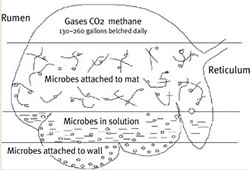 Rumen
Gases CO2 methane
130–260 gallons belched daily
Reticulum
Microbes attached to mat
Microbes in solution
Microbes attached to wall